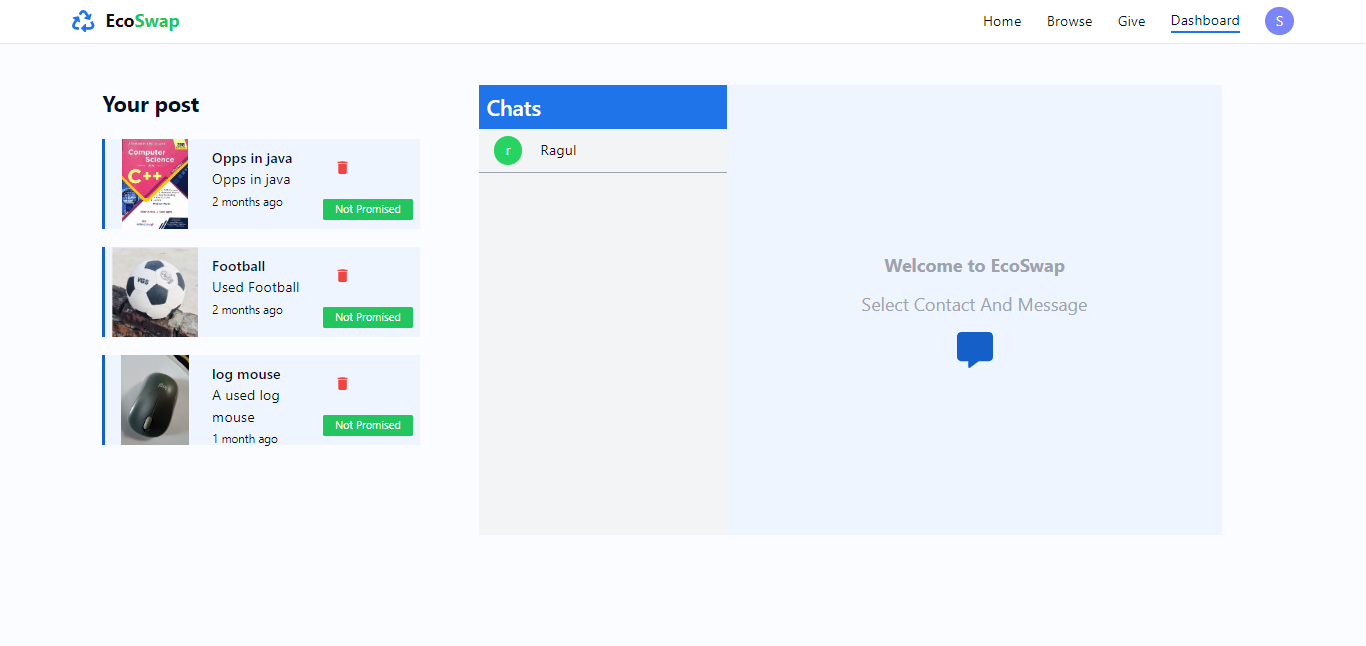 EcoSwap
Home
Browse
Give
Dashboard
S
Your post
Computer
Science
C++
Opps in java
Opps in java
2 months ago
Not Promised
VGS
Football
Used Football
2 months ago
Not Promised
log mouse
A used log
mouse
1 month ago
Not Promised
Chats
r
Ragul
Welcome to EcoSwap
Select Contact And Message